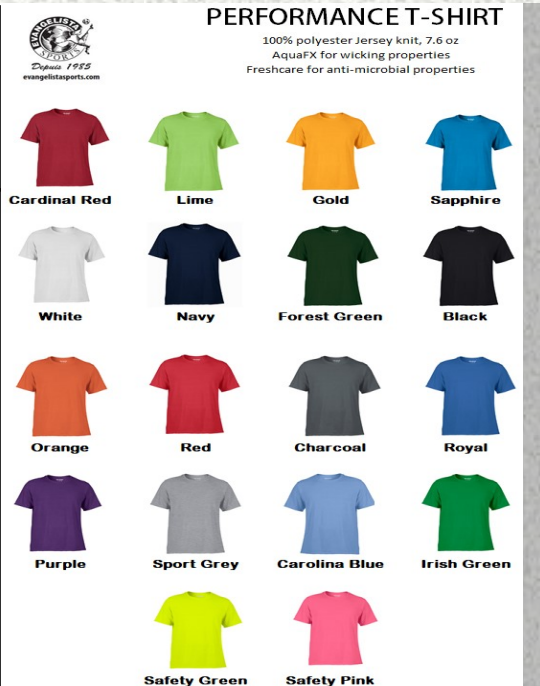 PERFORMANCE T-SHIRT
EVANGELISTA
SPORTS
Depuis 1985
evangelistasports.com
100% polyester Jersey knit, 7.6 oz
AquaFX for wicking properties
Freshcare for anti-microbial properties
Cardinal Red
Lime
Gold
Sapphire
White
Navy
Forest Green
Black
Orange
Red
Charcoal
Royal
Purple
Sport Grey
Carolina Blue
Irish Green
Safety Green
Safety Pink